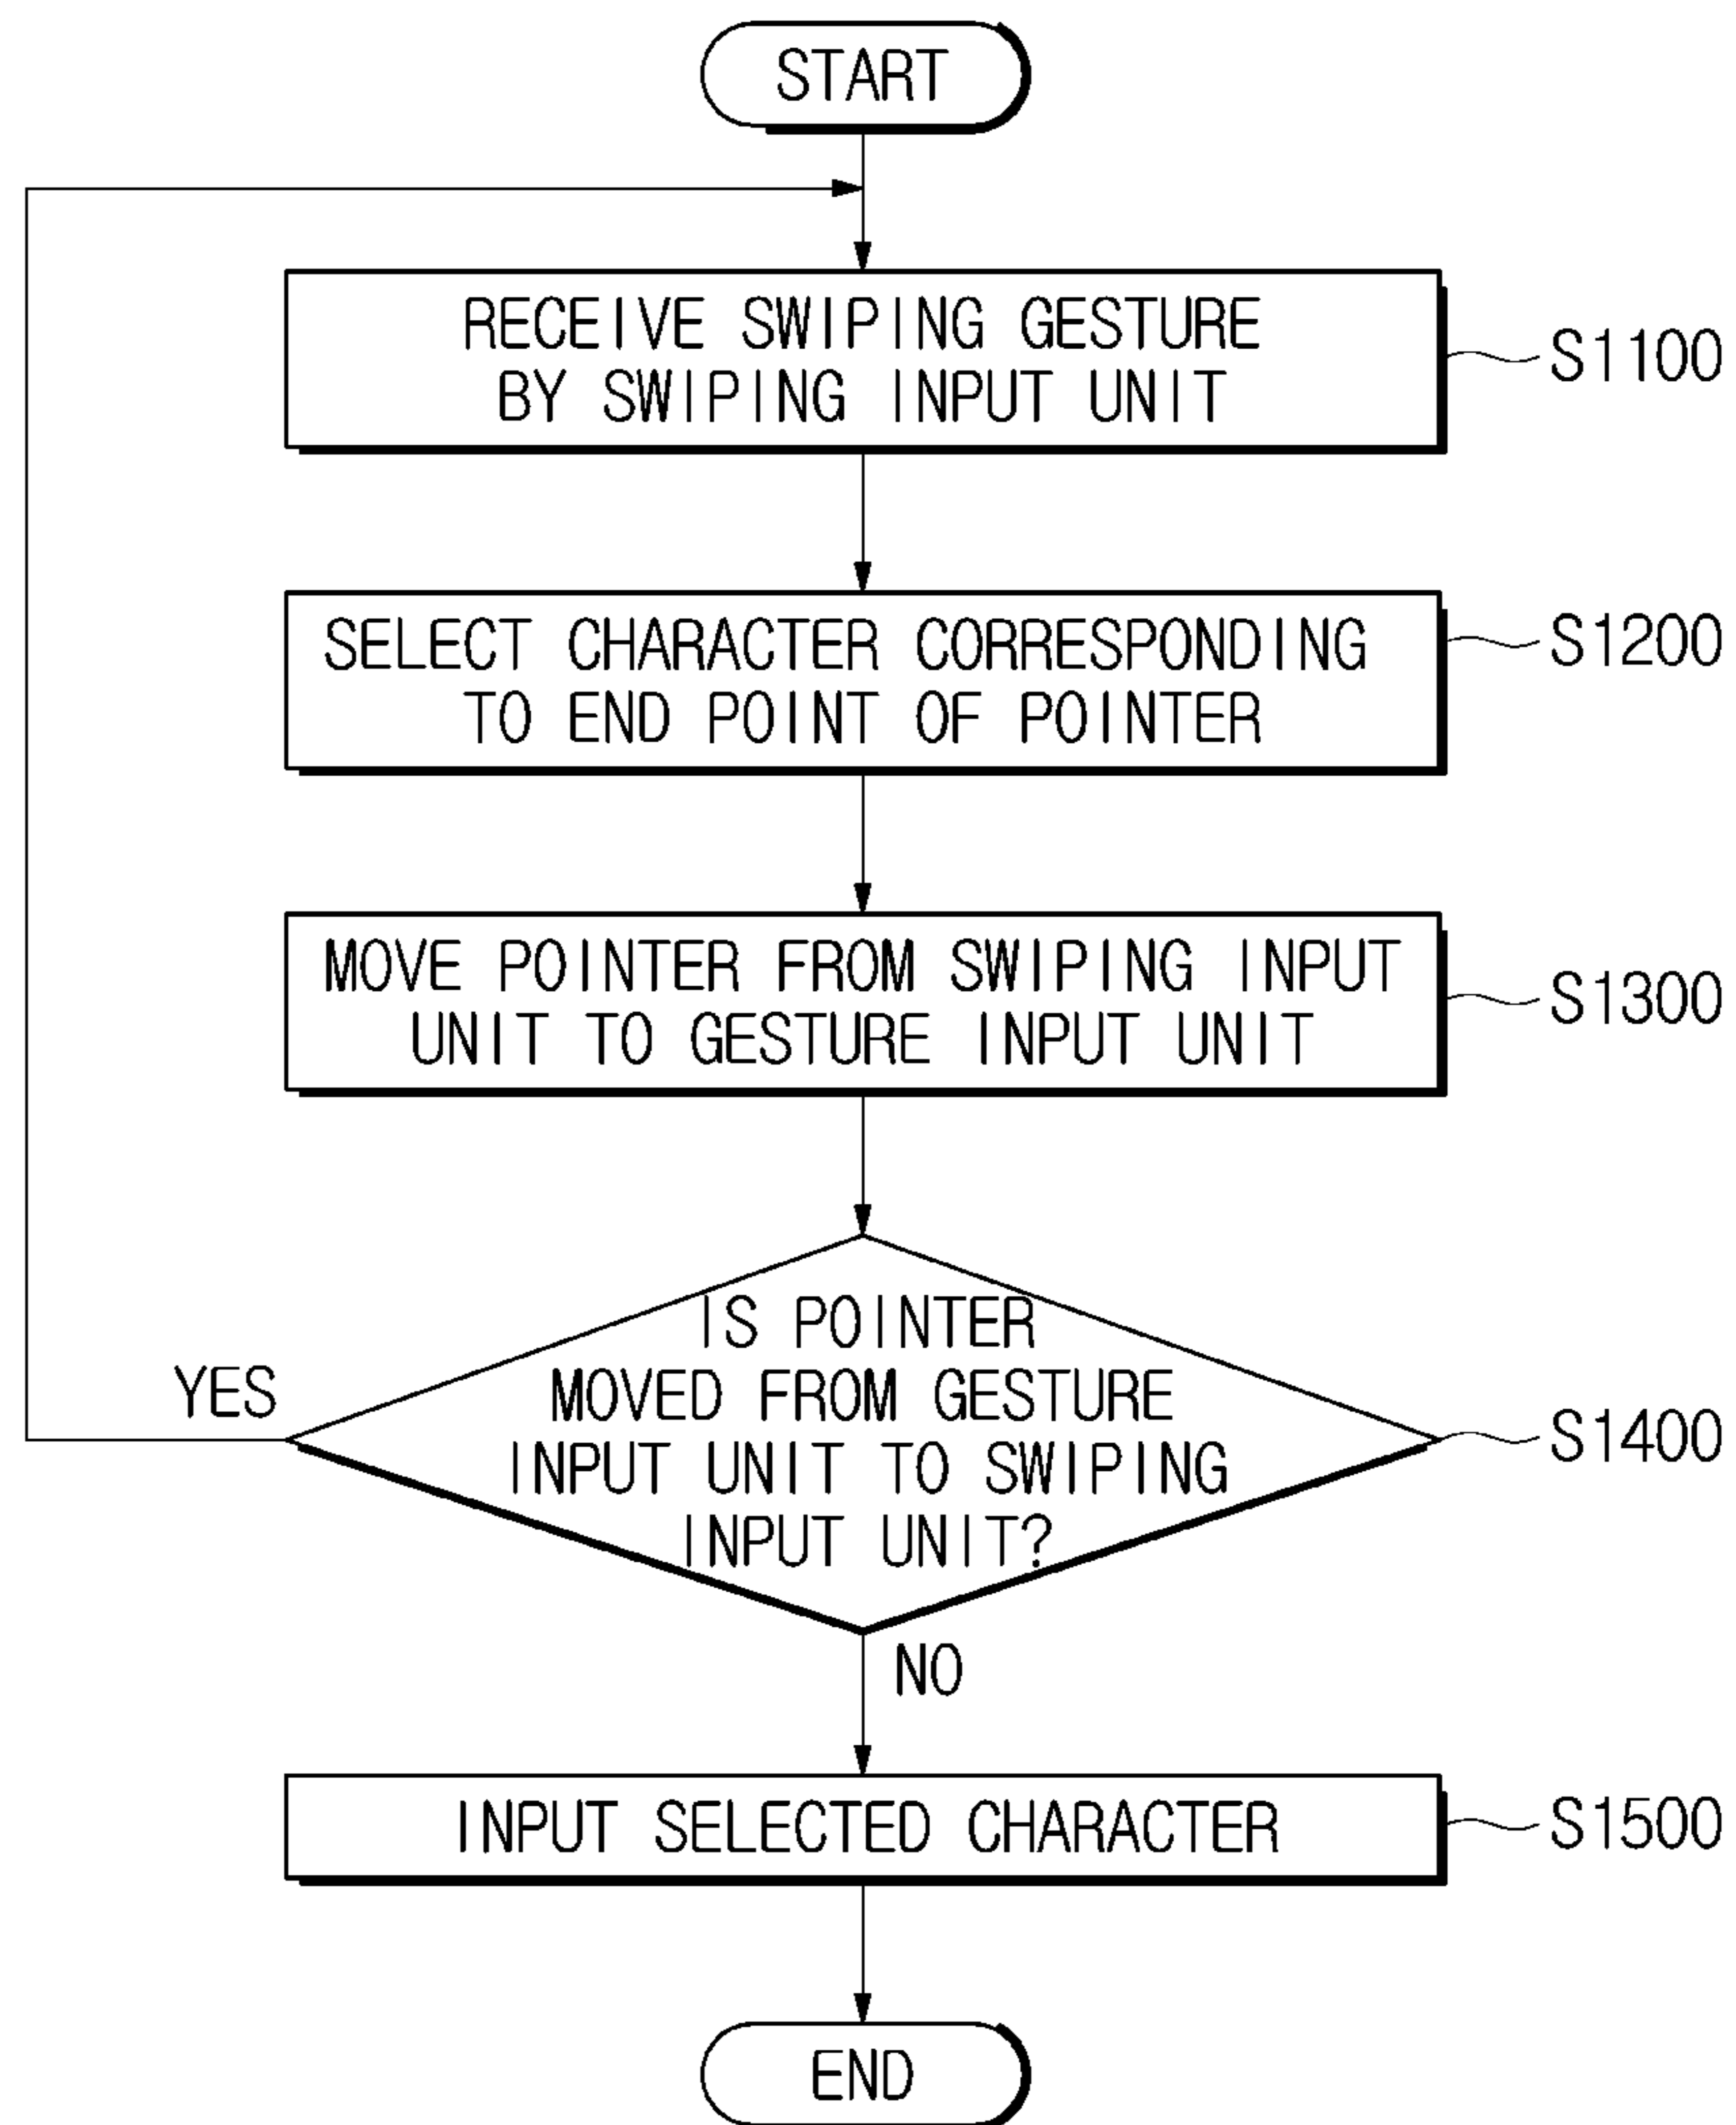 START
RECEIVE SWIPING GESTURE
BY SWIPING INPUT UNIT
S1100
SELECT CHARACTER CORRESPONDING
TO END POINT OF POINTER
S1200
MOVE POINTER FROM SWIPING INPUT
UNIT TO GESTURE INPUT UNIT
S1300
IS POINTER
MOVED FROM GESTURE
INPUT UNIT TO SWIPING
INPUT UNIT?
YES
S1400
NO
INPUT SELECTED CHARACTER
S1500
END